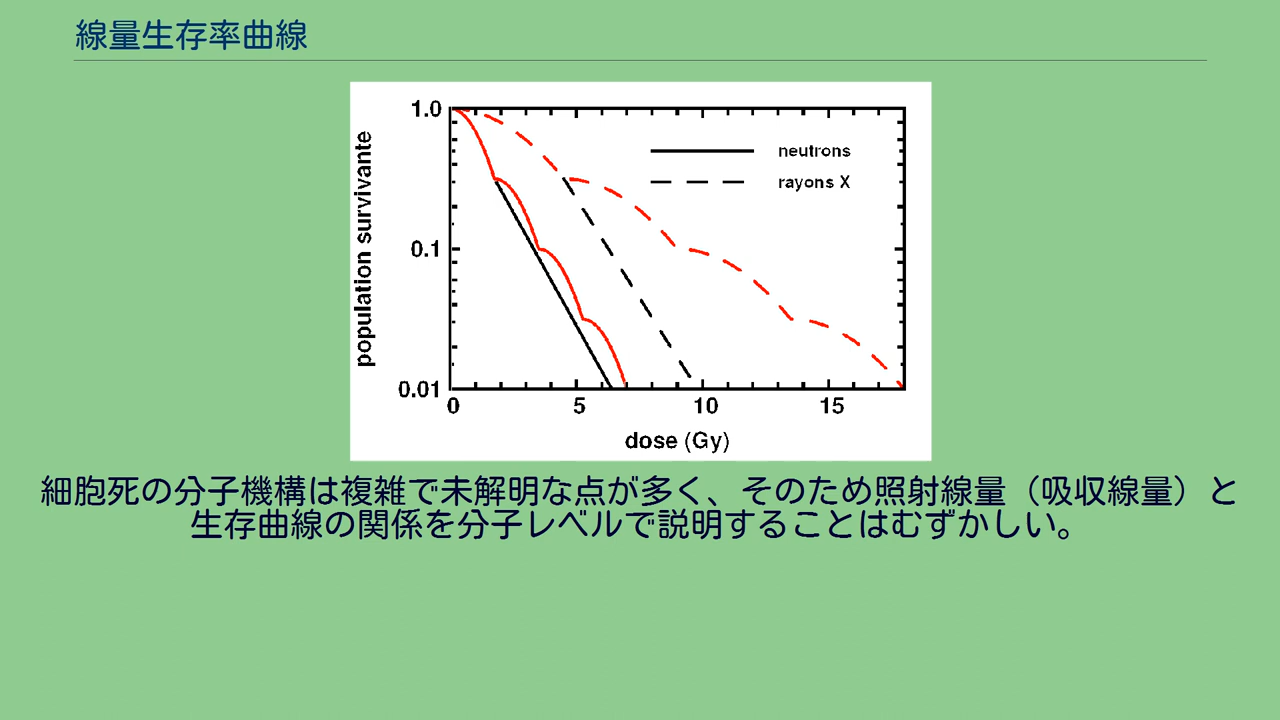 線量生存率曲線
1.0
0.1
0.01
population survivante
neutrons
rayons X
0 5 10 15
dose (Gy)
細胞死の分子機構は複雑で未解明な点が多く、そのため照射線量（吸収線量）と
生存曲線の関係を分子レベルで説明することはむずかしい。